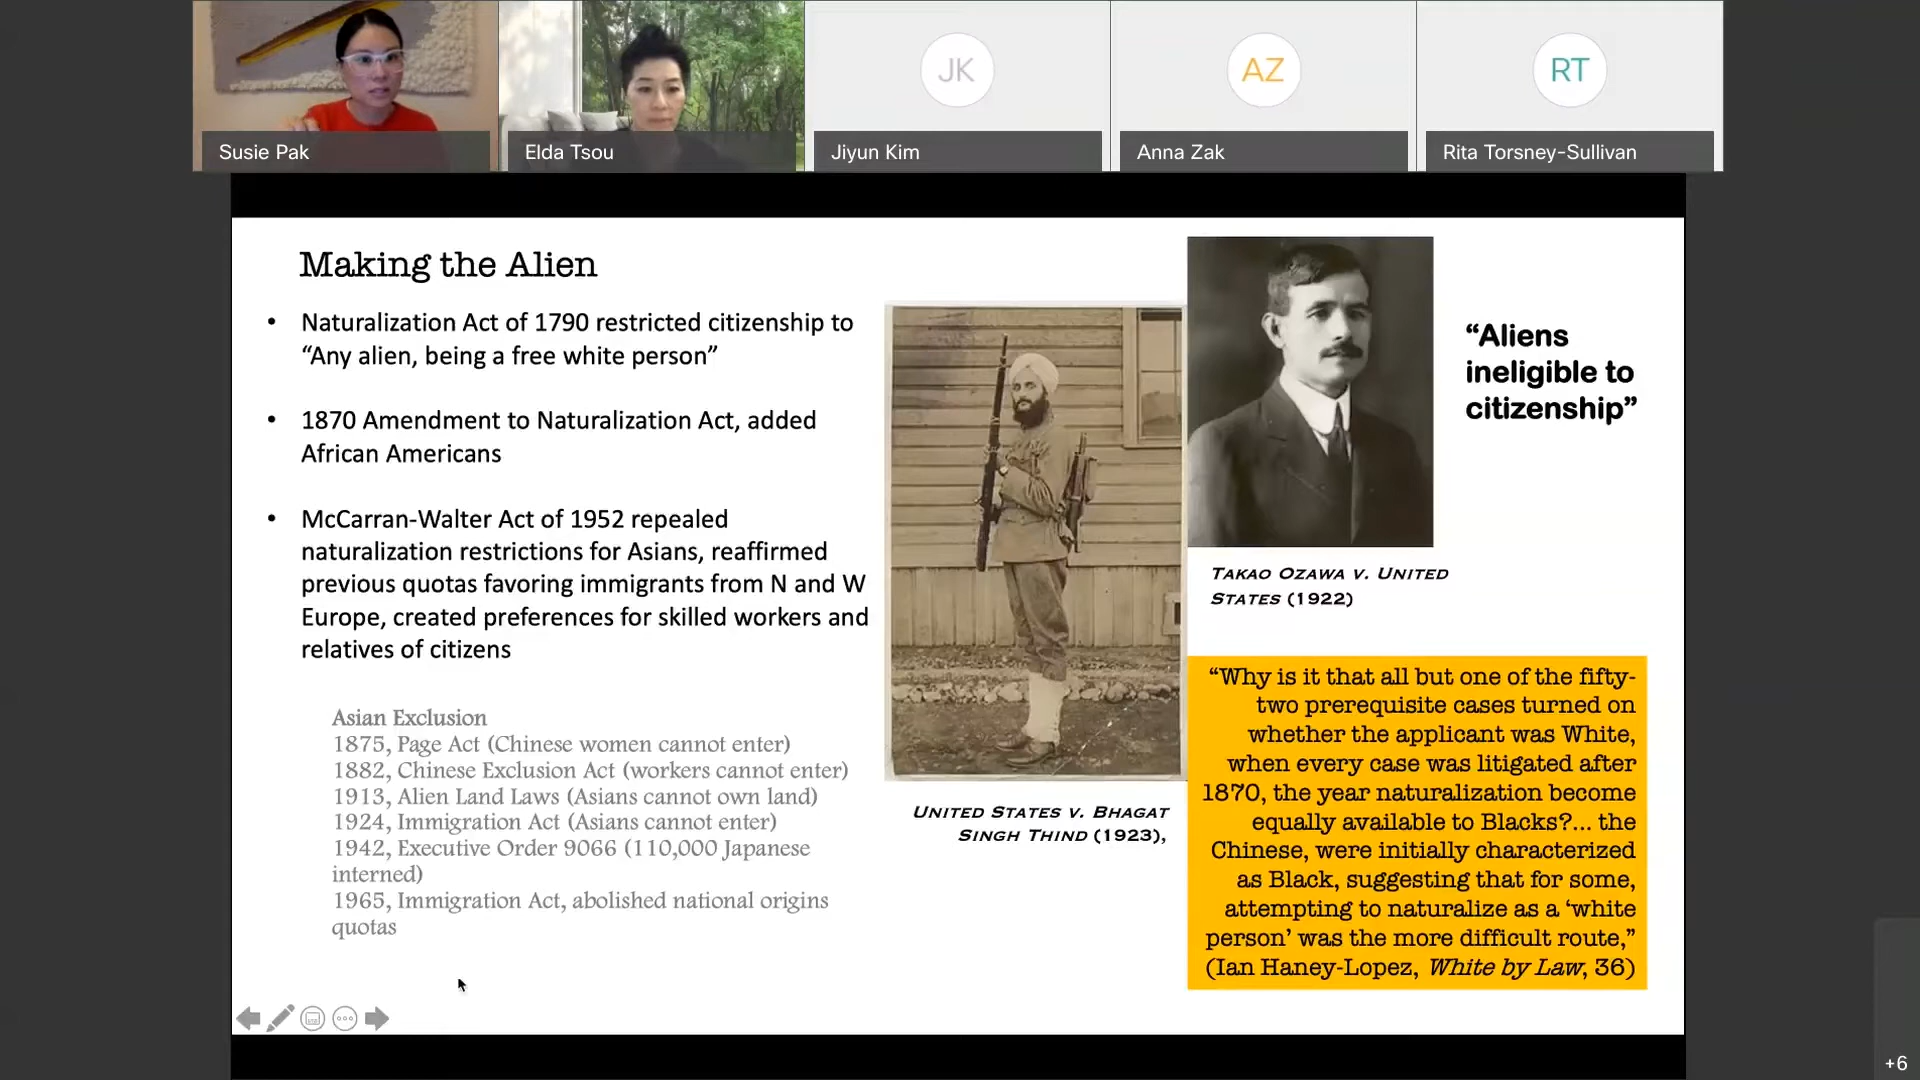 JK
AZ
RT
Susie Pak
Elda Tsou
Jiyun Kim
Anna Zak
Rita Torsney-Sullivan
Making the Alien
• Naturalization Act of 1790 restricted citizenship to
“Any alien, being a free white person”
• 1870 Amendment to Naturalization Act, added
African Americans
• McCarran-Walter Act of 1952 repealed
naturalization restrictions for Asians, reaffirmed
previous quotas favoring immigrants from N and W
Europe, created preferences for skilled workers and
relatives of citizens
Asian Exclusion
1875, Page Act (Chinese women cannot enter)
1882, Chinese Exclusion Act (workers cannot enter)
1913, Alien Land Laws (Asians cannot own land)
1924, Immigration Act (Asians cannot enter)
1942, Executive Order 9066 (110,000 Japanese
interned)
1965, Immigration Act, abolished national origins
quotas
UNITED STATES V. BHAGAT
SINGH THIND (1923),
“Aliens
ineligible to
citizenship”
TAKAO OZAWA V. UNITED
STATES (1922)
“Why is it that all but one of the fifty-
two prerequisite cases turned on
whether the applicant was White,
when every case was litigated after
1870, the year naturalization become
equally available to Blacks?... the
Chinese, were initially characterized
as Black, suggesting that for some,
attempting to naturalize as a ‘white
person’ was the more difficult route,”
(Ian Haney-Lopez, White by Law, 36)
+6